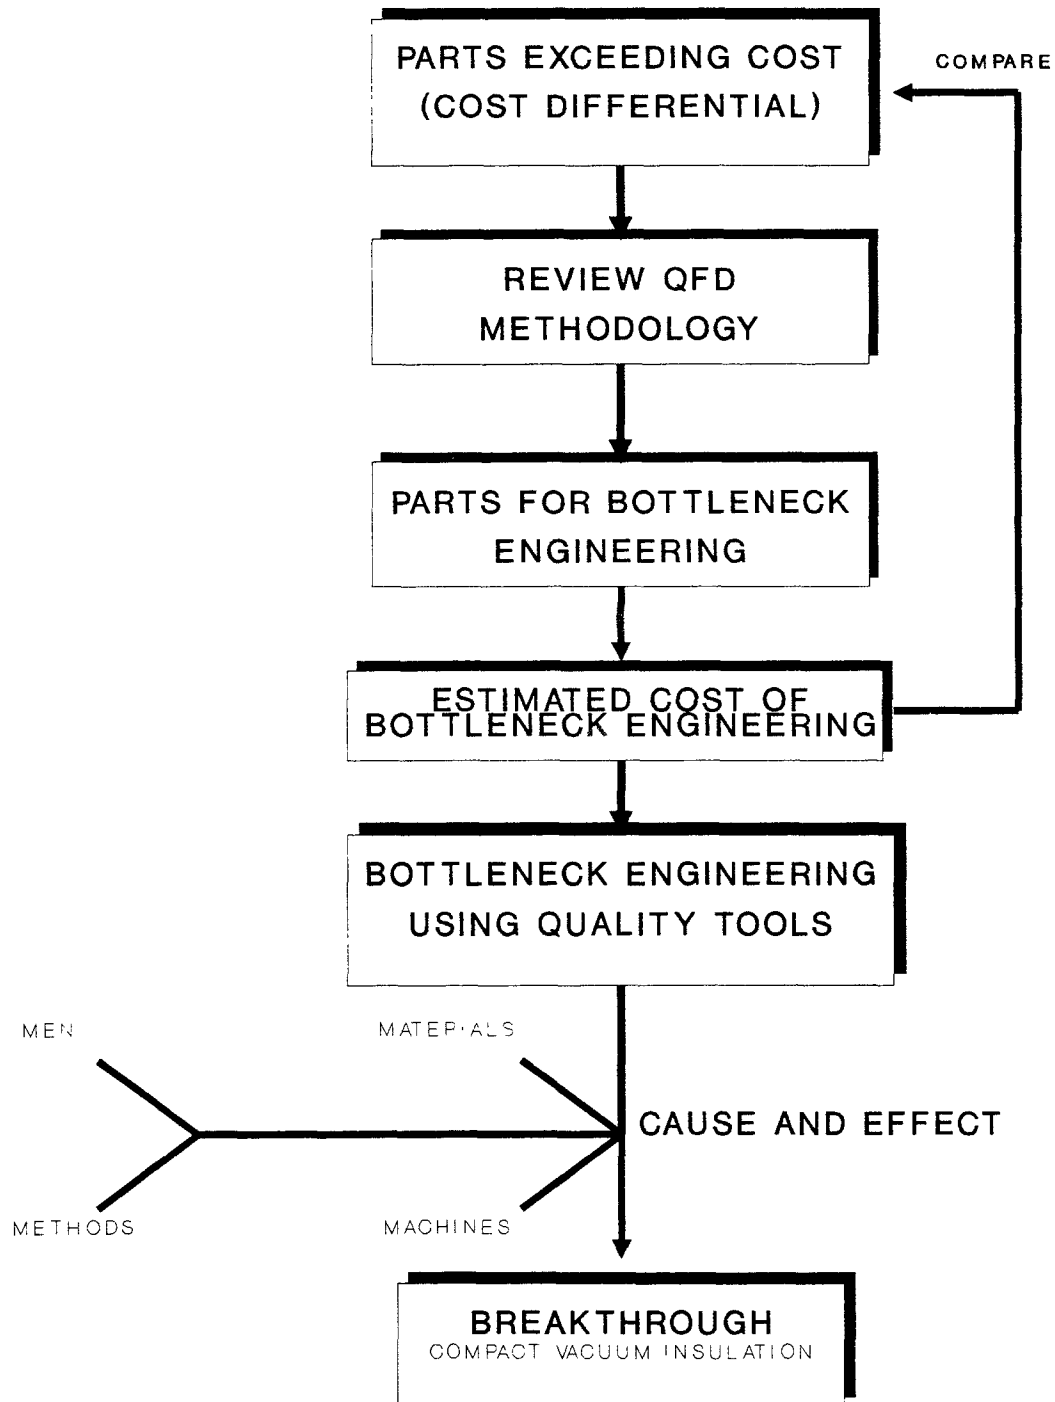 PARTS EXCEEDING COST
(COST DIFFERENTIAL)
COMPARE
REVIEW QFD
METHODOLOGY
PARTS FOR BOTTLENECK
ENGINEERING
ESTIMATED COST OF
BOTTLENECK ENGINEERING
BOTTLENECK ENGINEERING
USING QUALITY TOOLS
MEN
MATERIALS
CAUSE AND EFFECT
METHODS
MACHINES
BREAKTHROUGH
COMPACT VACUUM INSULATION